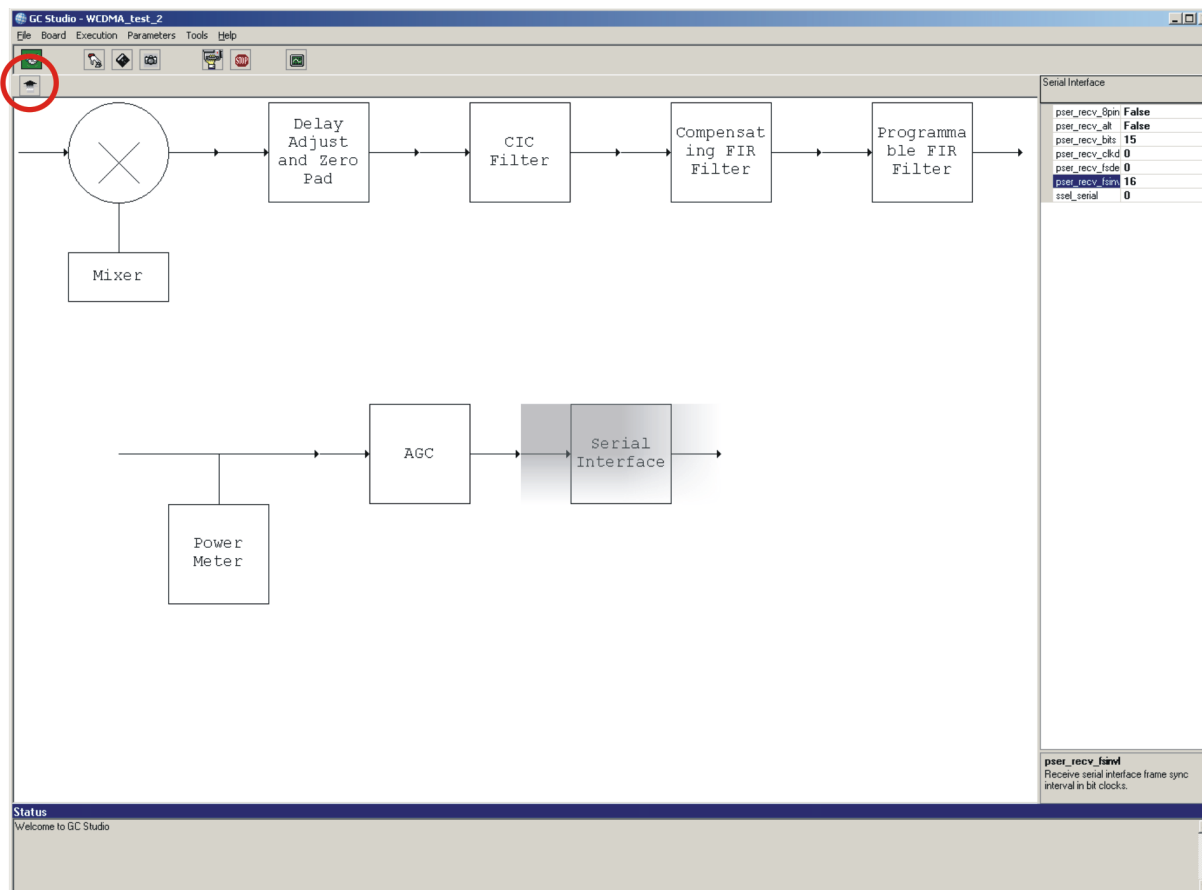 GC Studio - WCDMA_test_2
File Board Execution Parameters Tools Help
STOP
Serial Interface
pser_recv_8pin False
pser_recv_alt False
pser_recv_bits 15
pser_recv_clkd 0
pser_recv_fsde 0
pser_recv_fsinv 16
ssel_serial 0
Delay
Adjust
and Zero
Pad
CIC
Filter
Compensat
ing FIR
Filter
Programma
ble FIR
Filter
Mixer
AGC
Serial
Interface
Power
Meter
pser_recv_fsinvl
Receive serial interface frame sync
interval in bit clocks.
Status
Welcome to GC Studio